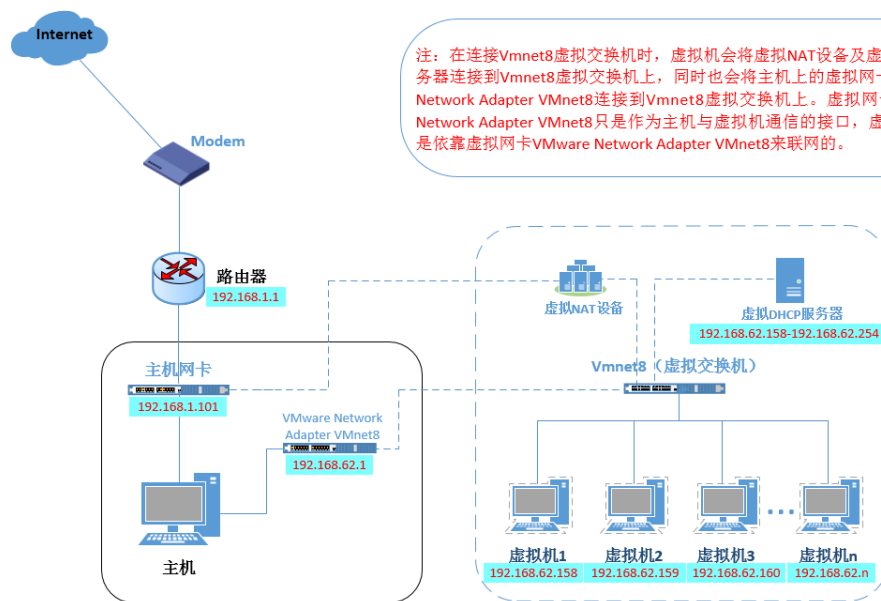 Internet
注：在连接Vmnet8虚拟交换机时，虚拟机会将虚拟NAT设备及虚
务器连接到Vmnet8虚拟交换机上，同时也会将主机上的虚拟网卡
Network Adapter VMnet8连接到Vmnet8虚拟交换机上。虚拟网
Network Adapter VMnet8只是作为主机与虚拟机通信的接口，虚
是依靠虚拟网卡VMware Network Adapter VMnet8来联网的。
Modem
路由器
192.168.1.1
虚拟NAT设备
虚拟DHCP服务器
192.168.62.158-192.168.62.254
主机网卡
192.168.1.101
Vmnet8（虚拟交换机）
VMware Network
Adapter VMnet8
192.168.62.1
主机
虚拟机1
虚拟机2
虚拟机3
虚拟机n
192.168.62.158
192.168.62.159
192.168.62.160
192.168.62.n